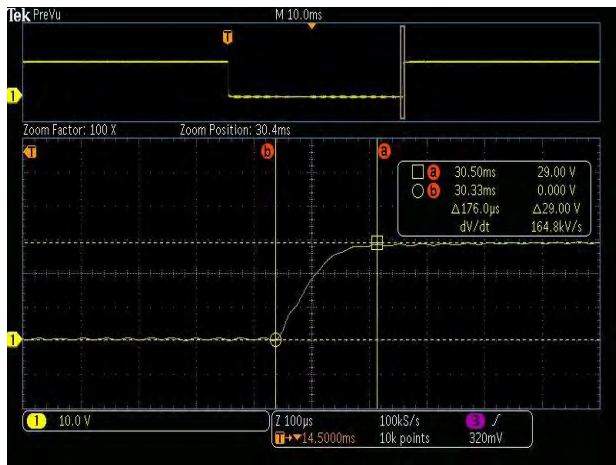 Tek PreVu M 10.0ms
T
1
Zoom Factor: 100 X Zoom Position: 30.4ms
T b a
a 30.50ms 29.00 V
b 30.33ms 0.000 V
Δ176.0µs Δ29.00 V
dV/dt 164.8kV/s
1
1 10.0 V Z 100µs 100kS/s 3
T→▼14.5000ms 10k points 320mV